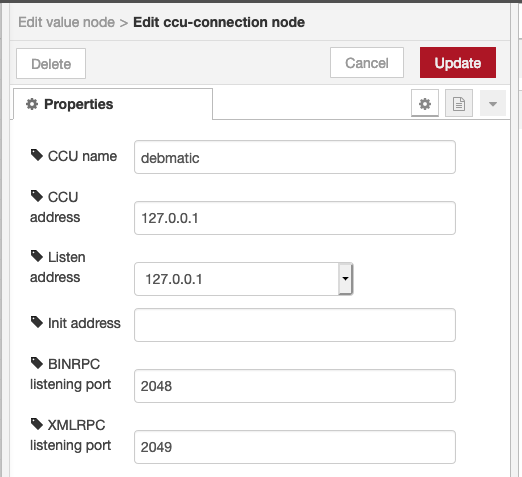 Edit value node > Edit ccu-connection node
Delete
Cancel
Update
Properties
CCU name
debmatic
CCU
address
127.0.0.1
Listen
address
127.0.0.1
Init address
BINRPC
listening port
2048
XMLRPC
listening port
2049